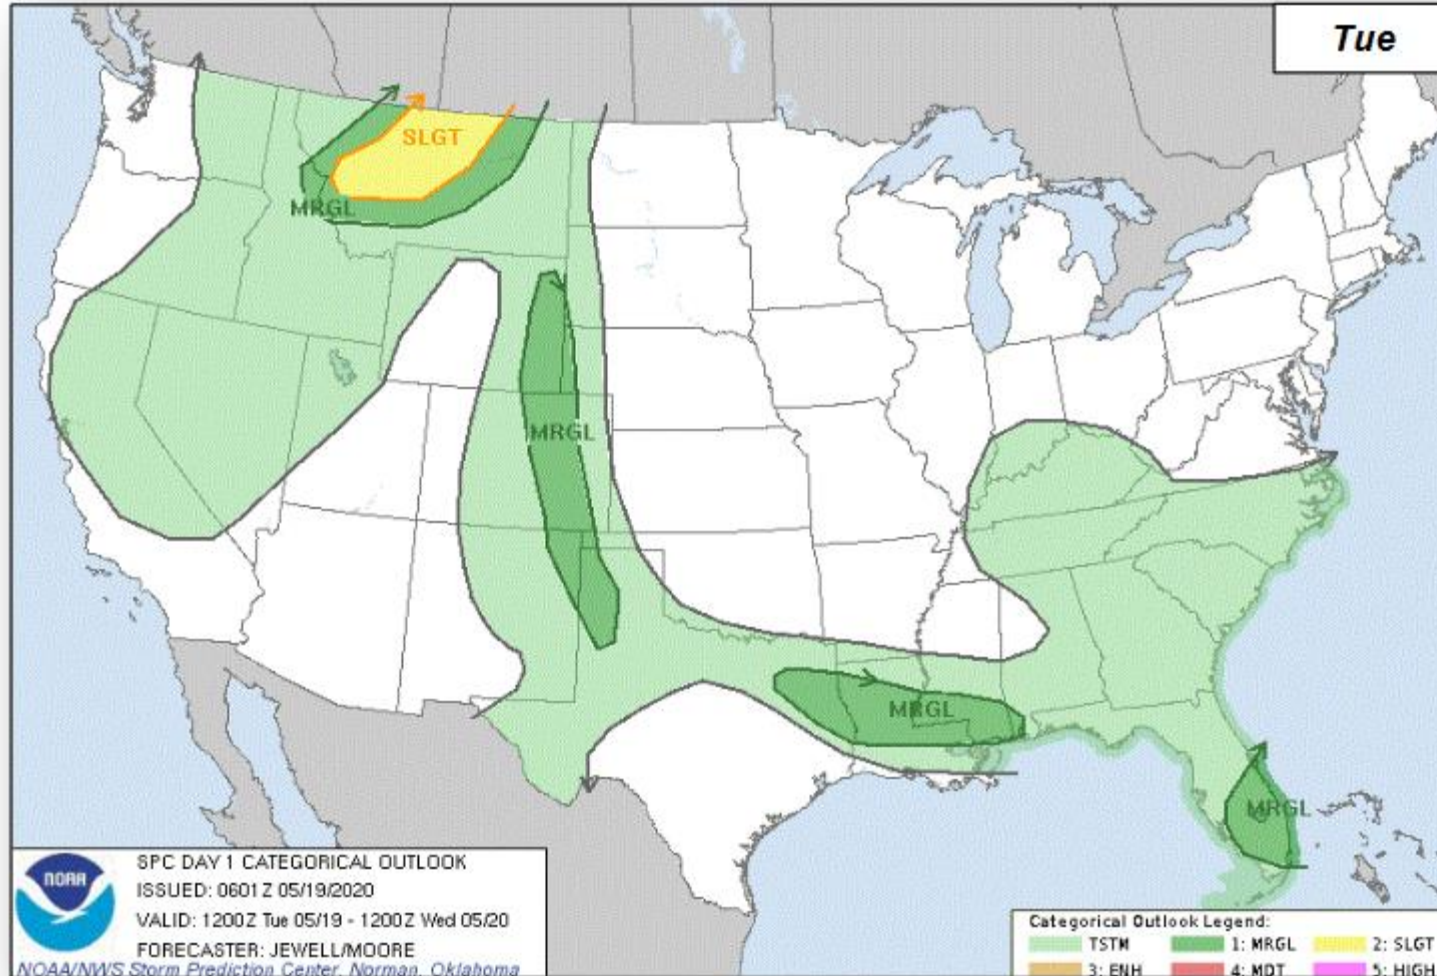 Tue
SLGT
MRGL
MRGL
MRGL
MRGL
NOAA
SPC DAY 1 CATEGORICAL OUTLOOK
ISSUED: 0601Z 05/19/2020
VALID: 1200Z Tue 05/19 - 1200Z Wed 05/20
FORECASTER: JEWELL/MOORE
NOAA/NWS Storm Prediction Center, Norman, Oklahoma
Categorical Outlook Legend:
TSTM 1: MRGL 2: SLGT
3: ENH 4: MDT 5: HIGH